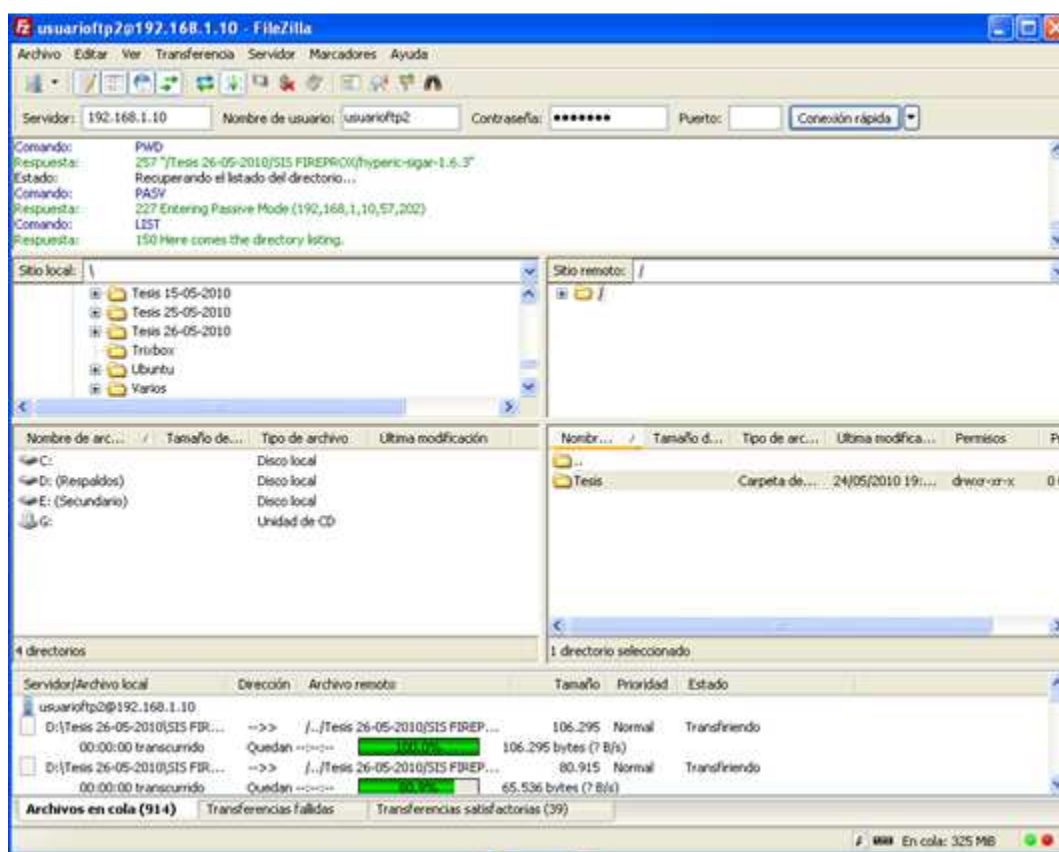 usuarioftp2@192.168.1.10 - FileZilla
Archivo Editar Ver Transferencia Servidor Marcadores Ayuda
Servidor: 192.168.1.10 Nombre de usuario: usuarioftp2 Contraseña: ●●●●●●● Puerto: Conexión rápida
Comando: PWD
Respuesta: 257 "/Tesis 26-05-2010/SIS FIREPROX/hyperic-sigar-1.6.3"
Estado: Recuperando el listado del directorio...
Comando: PASV
Respuesta: 227 Entering Passive Mode (192,168,1,10,57,202)
Comando: LIST
Respuesta: 150 Here comes the directory listing.
Sitio local: \ Sitio remoto: /
Tesis 15-05-2010 /
Tesis 25-05-2010
Tesis 26-05-2010
Trixbox
Ubuntu
Varios
Nombre de arc... / Tamaño de... Tipo de archivo Última modificación Nombr... / Tamaño d... Tipo de arc... Última modifica... Permisos
C: Disco local ..
D: (Respaldos) Disco local Tesis Carpeta de... 24/05/2010 19:... drwxr-xr-x 0
E: (Secundario) Disco local
G: Unidad de CD
4 directorios 1 directorio seleccionado
Servidor/Archivo local Dirección Archivo remoto Tamaño Prioridad Estado
usuarioftp2@192.168.1.10
D:\Tesis 26-05-2010\SIS FIR... -->> /../Tesis 26-05-2010/SIS FIREP... 106.295 Normal Transfiriendo
00:00:00 transcurrido Quedan --:--:-- 100.0% 106.295 bytes (? B/s)
D:\Tesis 26-05-2010\SIS FIR... -->> /../Tesis 26-05-2010/SIS FIREP... 80.915 Normal Transfiriendo
00:00:00 transcurrido Quedan --:--:-- 80.9% 65.536 bytes (? B/s)
Archivos en cola (914) Transferencias fallidas Transferencias satisfactorias (39)
En cola: 325 MiB